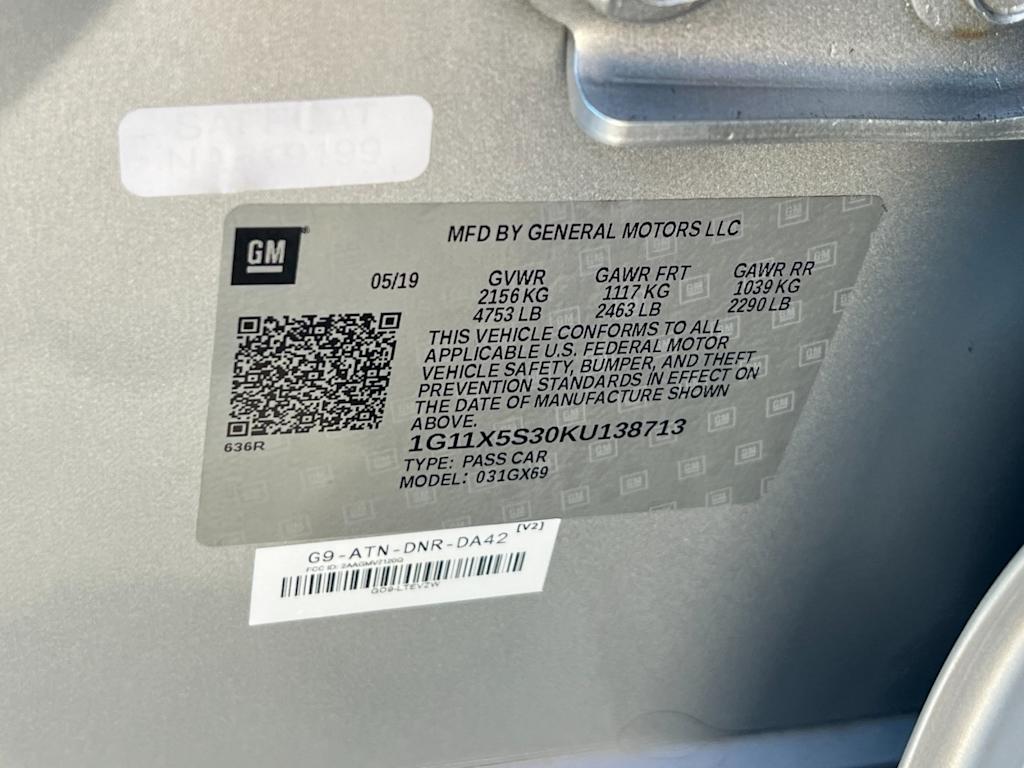 GM
MFD BY GENERAL MOTORS LLC
05/19
GVWR
2156 KG
4753 LB
GAWR FRT
1117 KG
2463 LB
GAWR RR
1039 KG
2290 LB
THIS VEHICLE CONFORMS TO ALL
APPLICABLE U.S. FEDERAL MOTOR
VEHICLE SAFETY, BUMPER, AND THEFT
PREVENTION STANDARDS IN EFFECT ON
THE DATE OF MANUFACTURE SHOWN
ABOVE.
636R
1G11X5S30KU138713
TYPE: PASS CAR
MODEL: 031GX69
[V2]
G9-ATN-DNR-DA42
FCC ID: